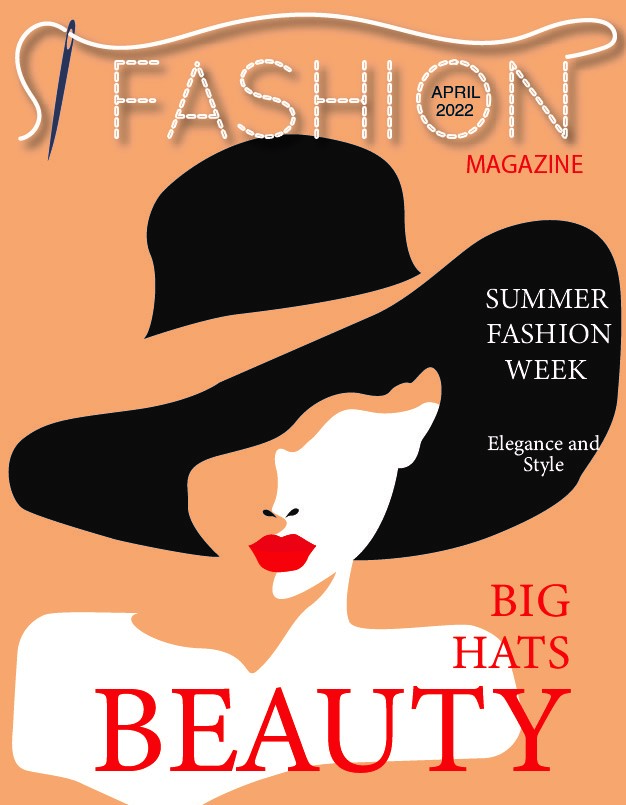 FASHION
APRIL
2022
MAGAZINE
SUMMER
FASHION
WEEK
Elegance and
Style
BIG
HATS
BEAUTY